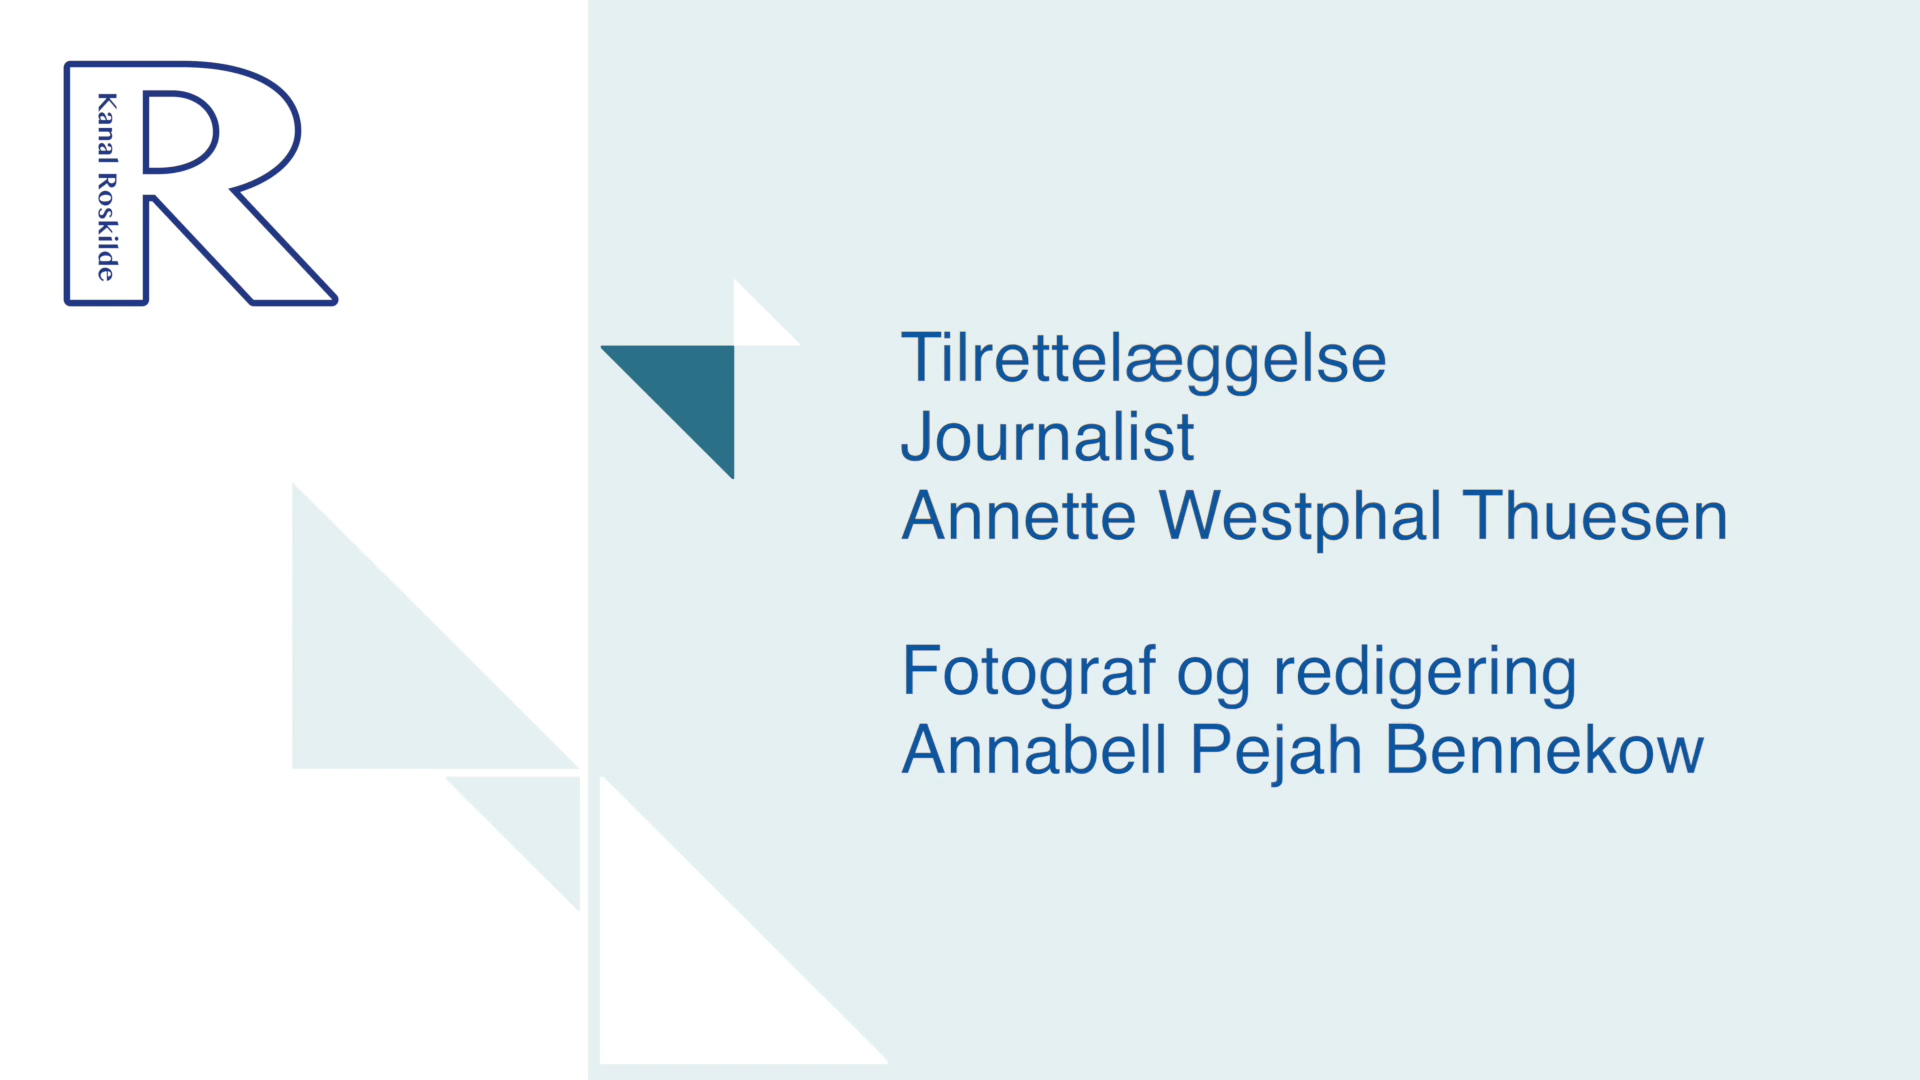 Kanal Roskilde
Tilrettelæggelse
Journalist
Annette Westphal Thuesen
Fotograf og redigering
Annabell Pejah Bennekow